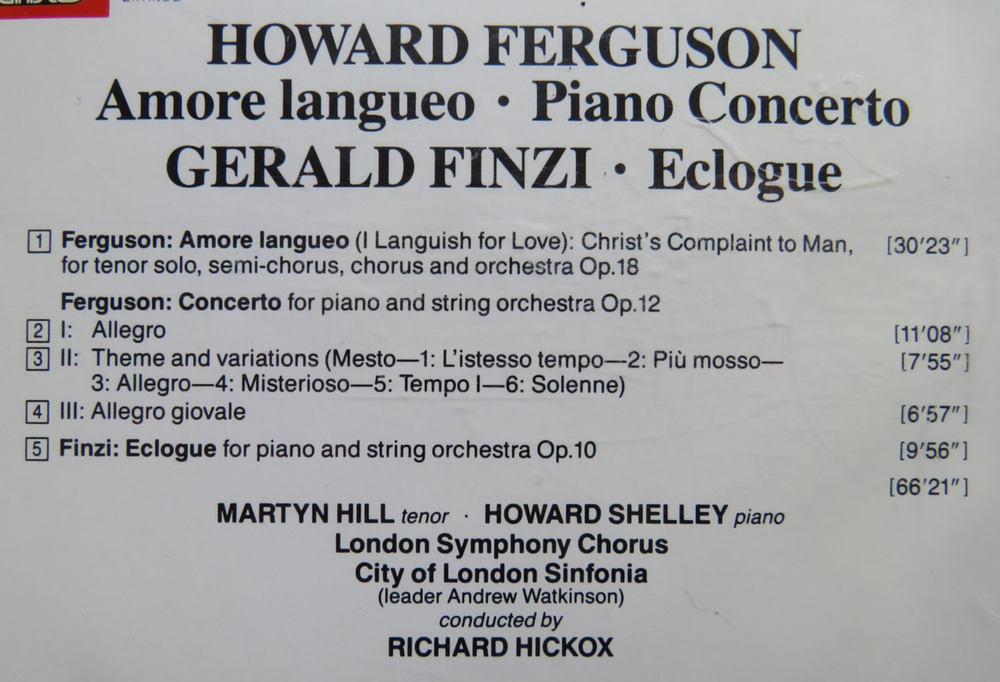 HOWARD FERGUSON
Amore langueo · Piano Concerto
GERALD FINZI · Eclogue
1 Ferguson: Amore langueo (I Languish for Love): Christ's Complaint to Man, [30'23"]
for tenor solo, semi-chorus, chorus and orchestra Op.18
Ferguson: Concerto for piano and string orchestra Op.12
2 I: Allegro [11'08"]
3 II: Theme and variations (Mesto—1: L'istesso tempo—2: Più mosso— [7'55"]
3: Allegro—4: Misterioso—5: Tempo I—6: Solenne)
4 III: Allegro giovale [6'57"]
5 Finzi: Eclogue for piano and string orchestra Op.10 [9'56"]
[66'21"]
MARTYN HILL tenor · HOWARD SHELLEY piano
London Symphony Chorus
City of London Sinfonia
(leader Andrew Watkinson)
conducted by
RICHARD HICKOX